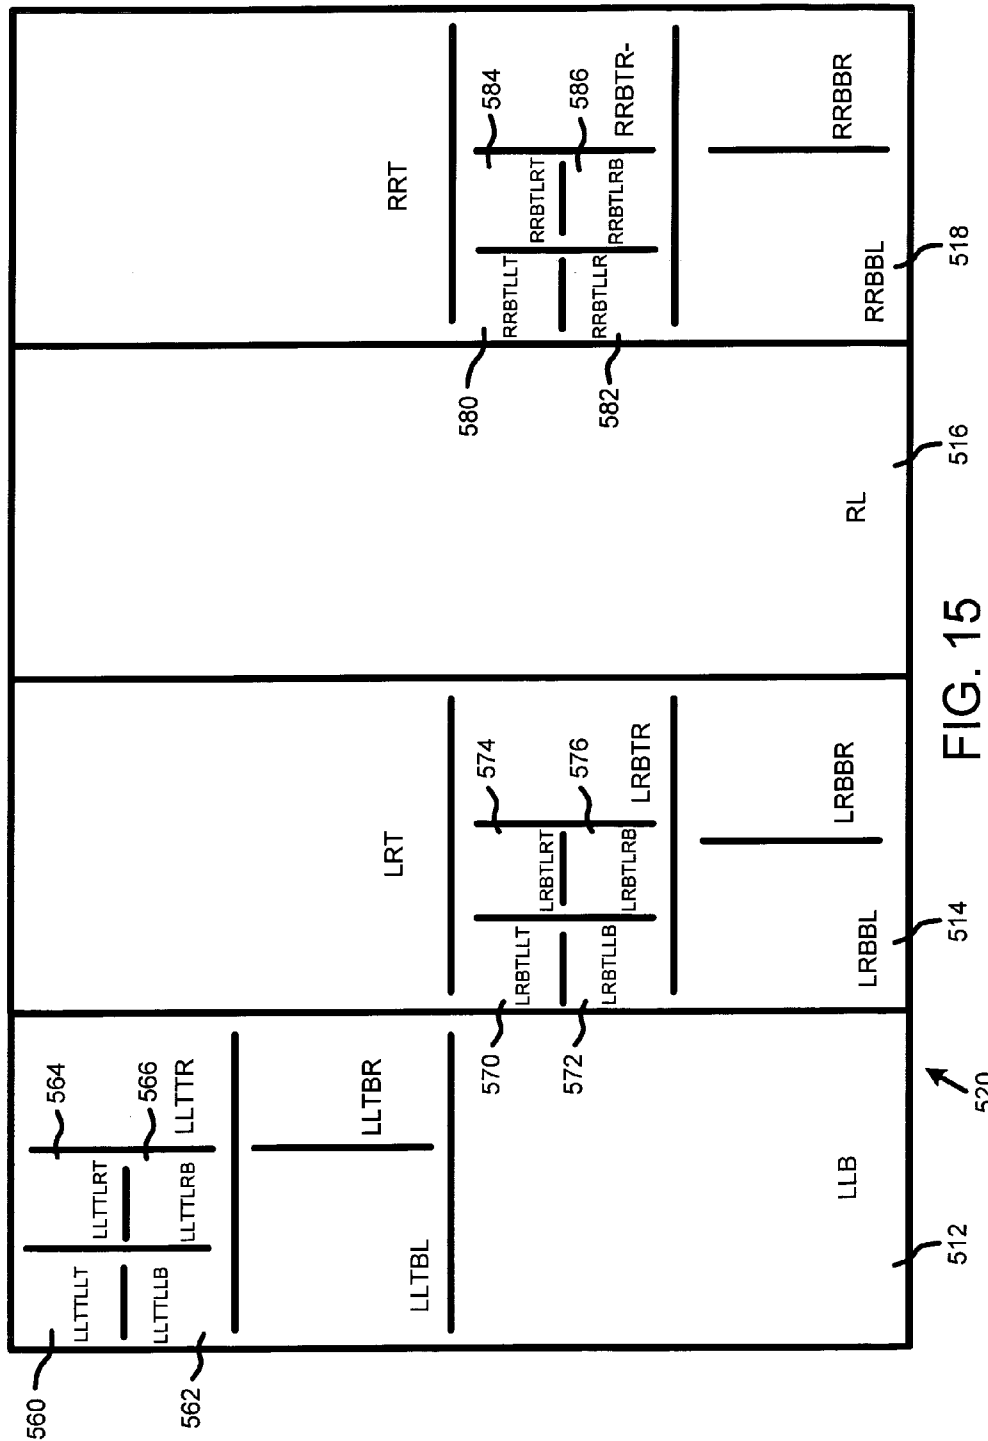 560
LLTTLLT
LLTTLRT
564
562
LLTTLLB
LLTTLRB
566
LLTTR
LLTBL
LLTBR
LLB
512
520
LRT
570
LRBTLLT
LRBTLRT
574
572
LRBTLLB
LRBTLRB
576
LRBTR
LRBBL
LRBBR
514
RL
516
RRT
580
RRBTLLT
RRBTLRT
584
582
RRBTLLR
RRBTLRB
586
RRBTR-
RRBBL
RRBBR
518
FIG. 15